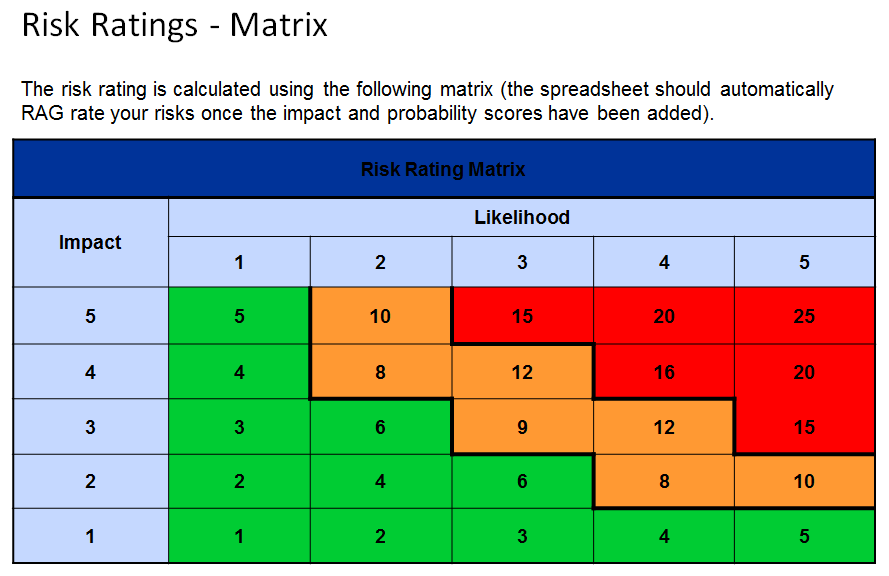 Risk Ratings - Matrix
The risk rating is calculated using the following matrix (the spreadsheet should automatically
RAG rate your risks once the impact and probability scores have been added).
Risk Rating Matrix
Impact
Likelihood
1 2 3 4 5
5 5 10 15 20 25
4 4 8 12 16 20
3 3 6 9 12 15
2 2 4 6 8 10
1 1 2 3 4 5